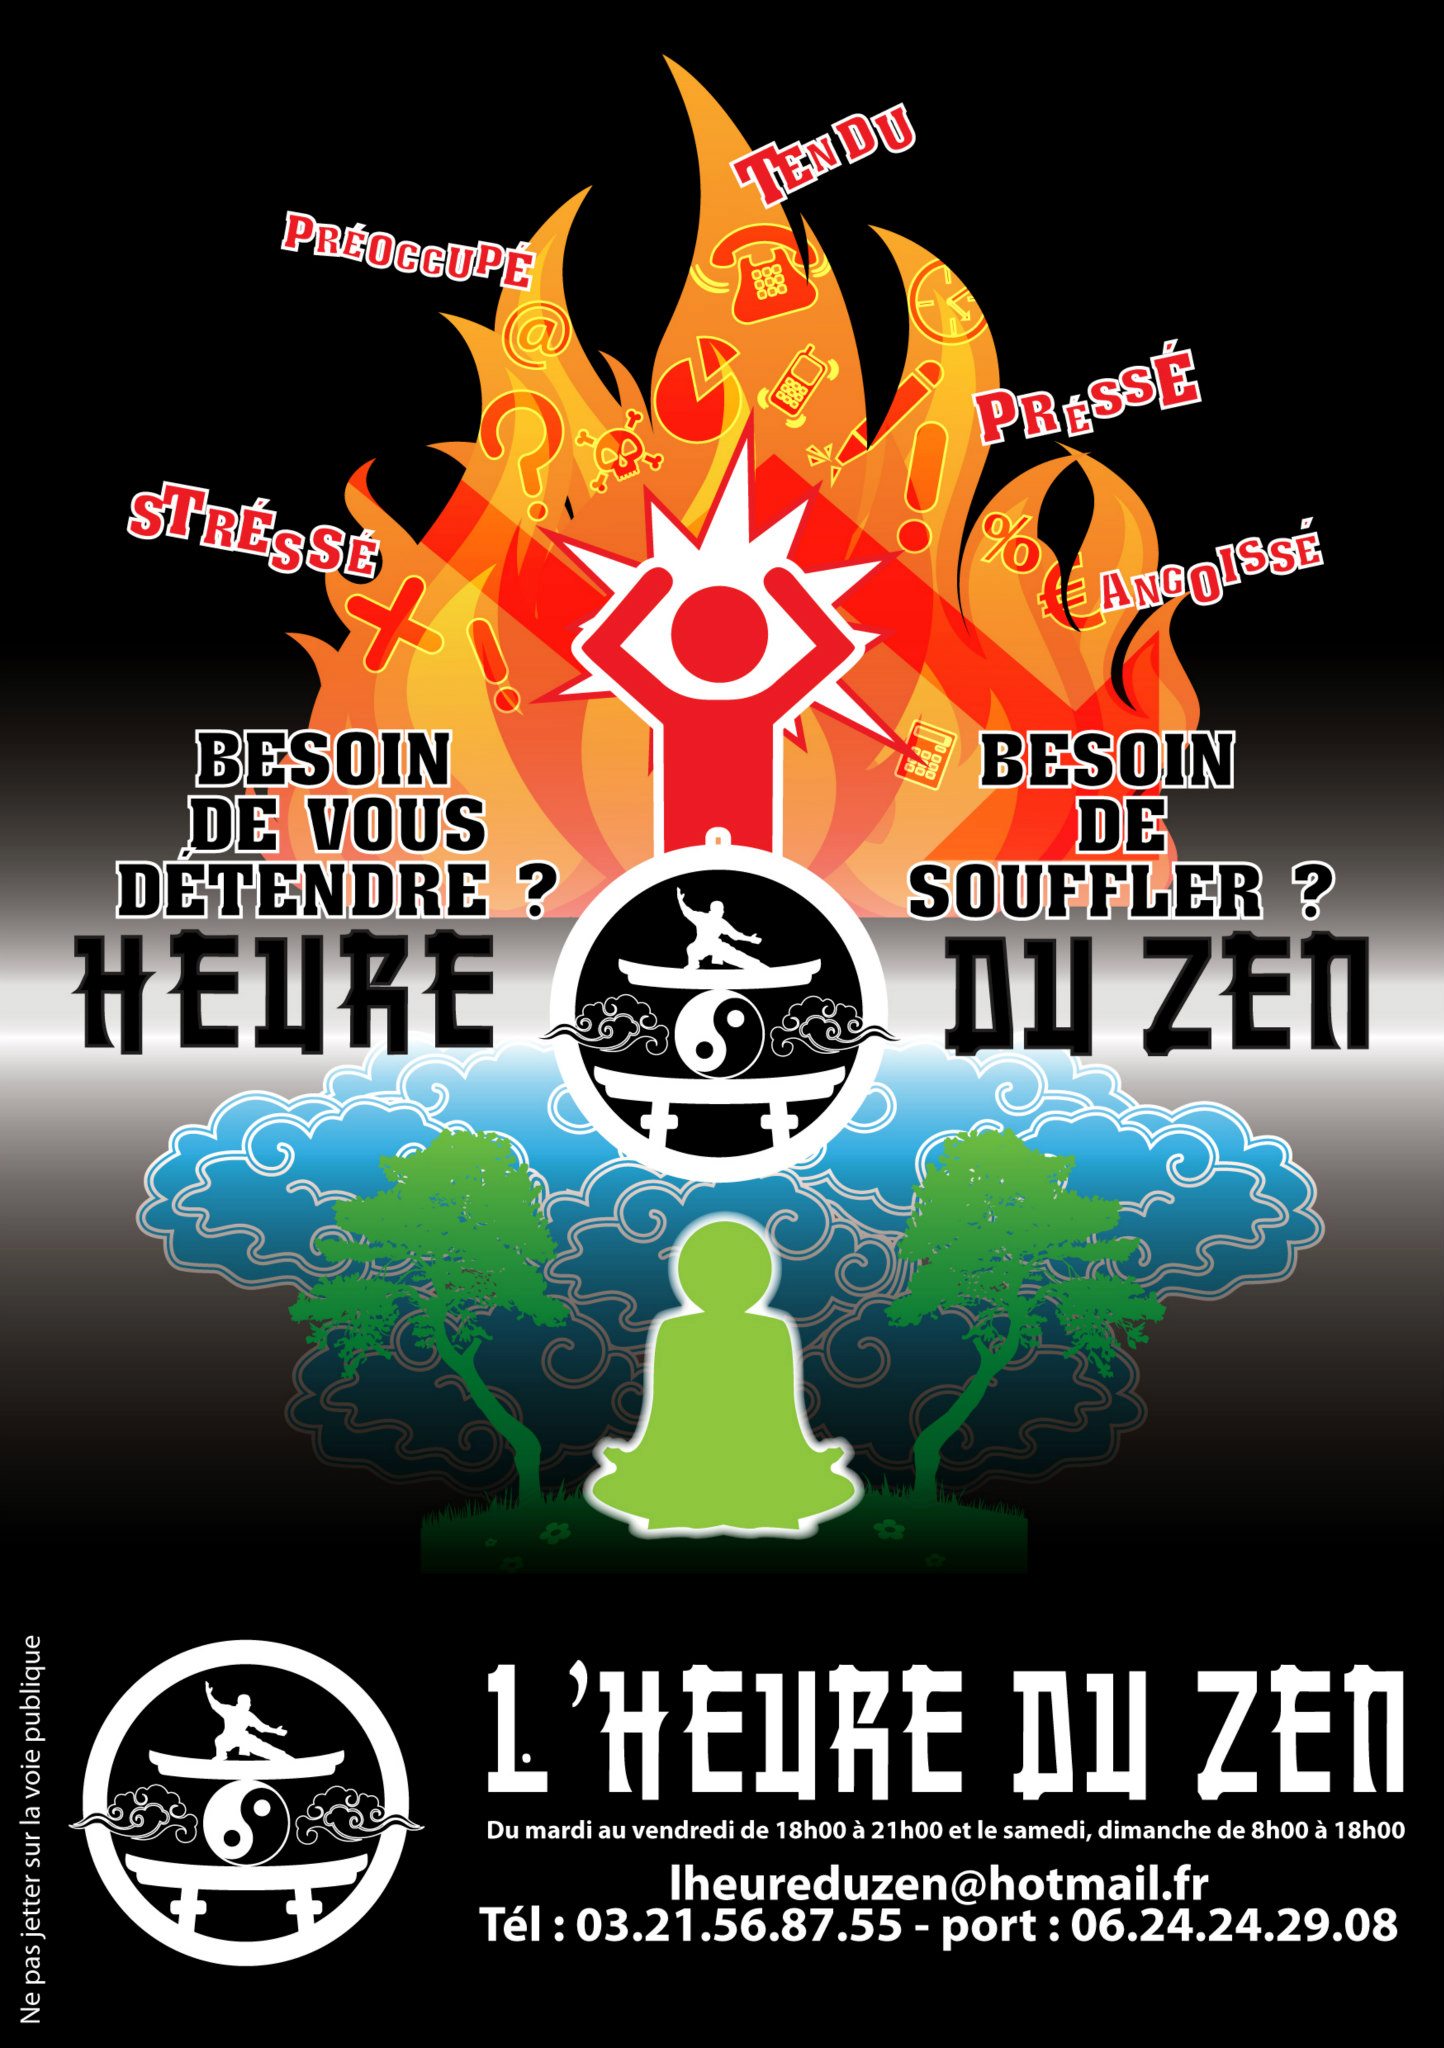 TENDU
PRÉOCCUPÉ
@
PRÉSSÉ
STRÉSSÉ
%
€
ANGOISSÉ
BESOIN
DE VOUS
DÉTENDRE ?
BESOIN
DE
SOUFFLER ?
HEURE DU ZEN
L'HEURE DU ZEN
Du mardi au vendredi de 18h00 à 21h00 et le samedi, dimanche de 8h00 à 18h00
lheureduzen@hotmail.fr
Tél : 03.21.56.87.55 - port : 06.24.24.29.08
Ne pas jetter sur la voie publique